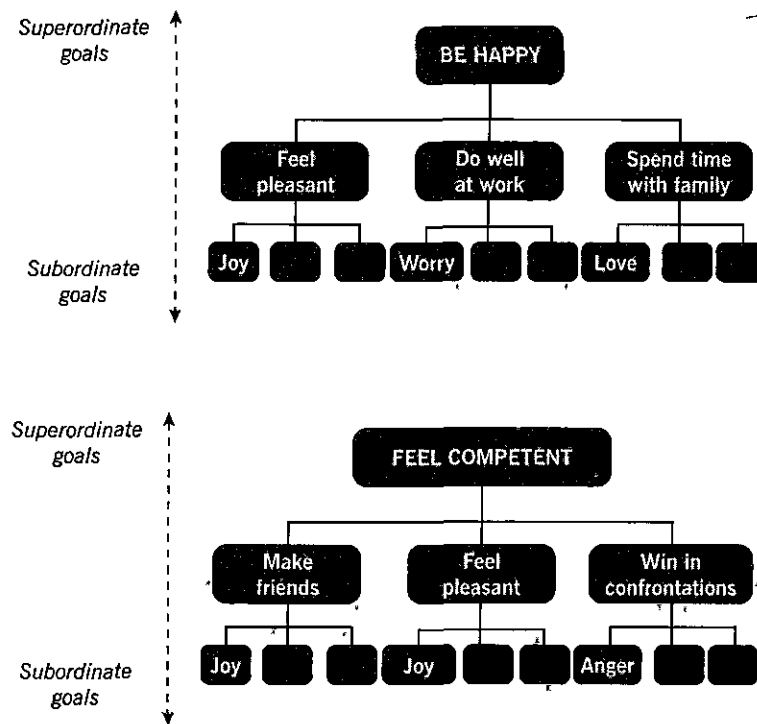 Superordinate
goals
BE HAPPY
Feel
pleasant
Do well
at work
Spend time
with family
Joy
Worry
Love
Subordinate
goals
Superordinate
goals
FEEL COMPETENT
Make
friends
Feel
pleasant
Win in
confrontations
Joy
Joy
Anger
Subordinate
goals